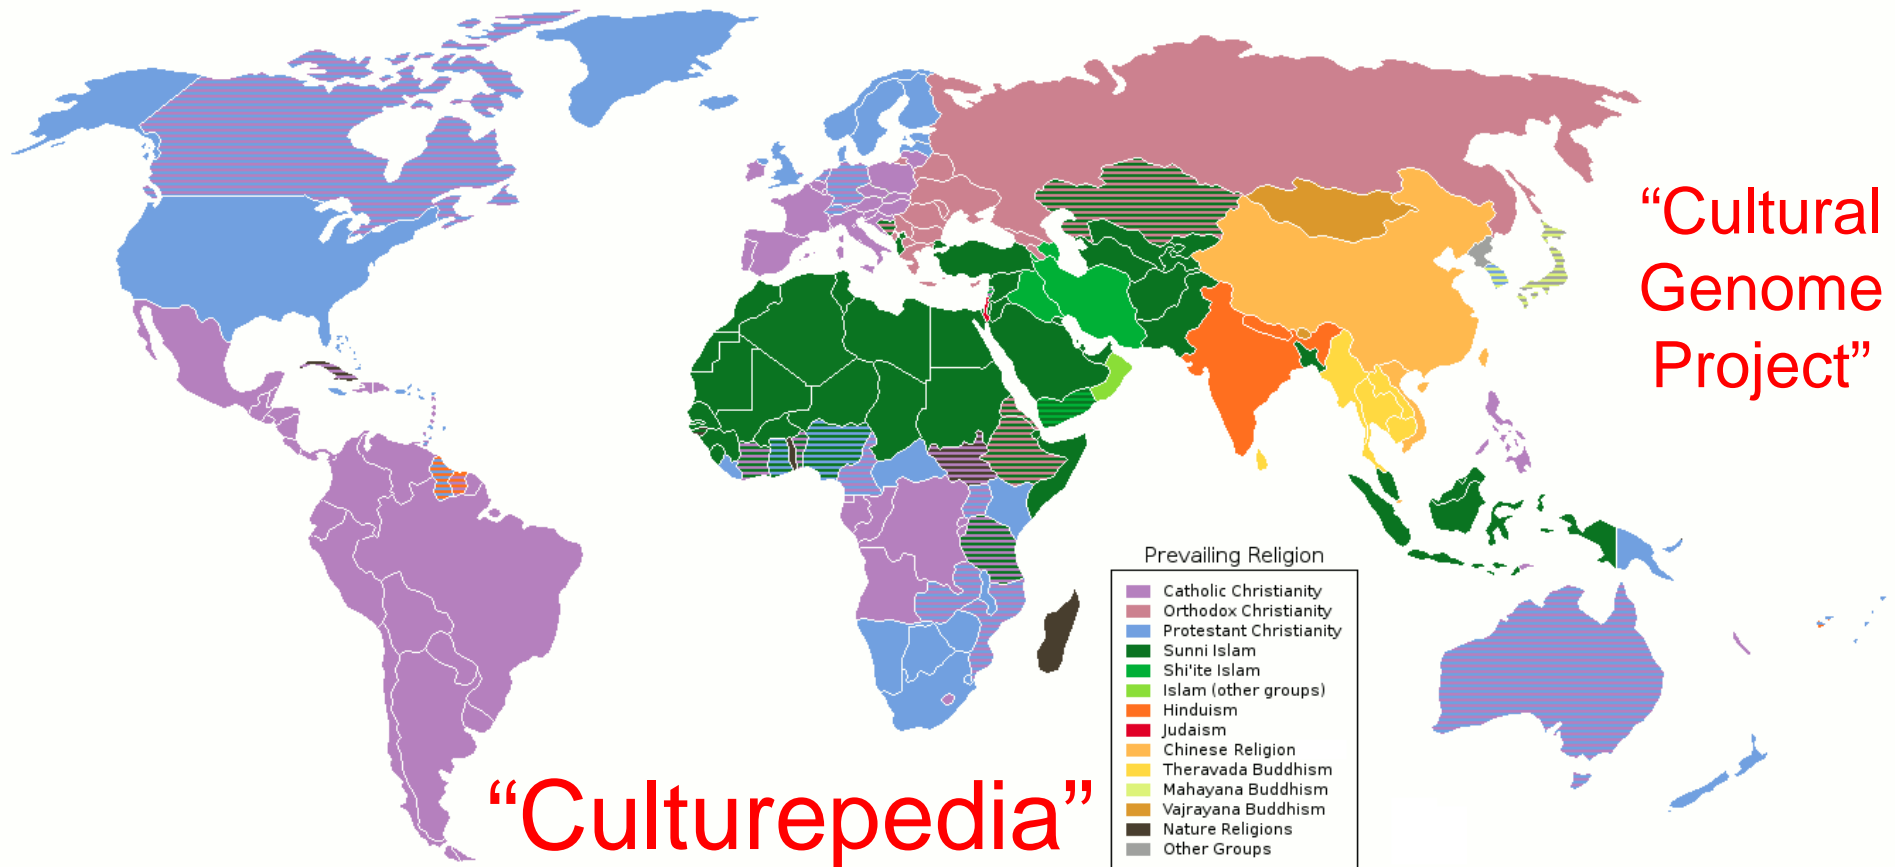 “Cultural
Genome
Project”
Prevailing Religion
Catholic Christianity
Orthodox Christianity
Protestant Christianity
Sunni Islam
Shi'ite Islam
Islam (other groups)
Hinduism
Judaism
Chinese Religion
Theravada Buddhism
Mahayana Buddhism
Vajrayana Buddhism
Nature Religions
Other Groups
“Culturepedia”